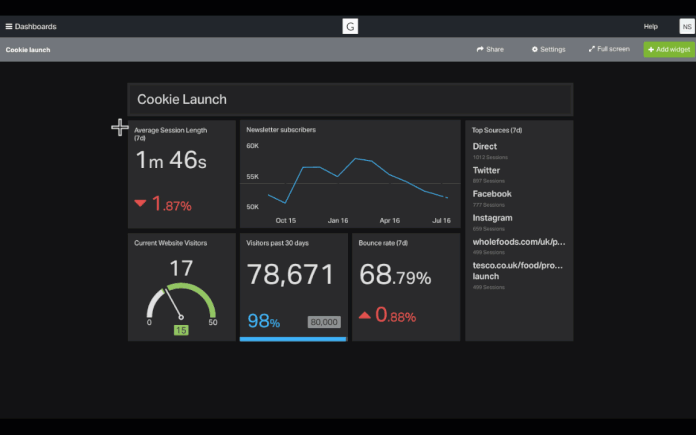 Dashboards
G
Help
NS
Cookie launch
Share
Settings
Full screen
+ Add widget
Cookie Launch
Average Session Length
(7d)
1m 46s
1.87%
Newsletter subscribers
60K
55K
50K
Oct 15
Jan 16
Apr 16
Jul 16
Top Sources (7d)
Direct
1012 Sessions
Twitter
887 Sessions
Facebook
777 Sessions
Instagram
659 Sessions
wholefoods.com/uk/p...
499 Sessions
tesco.co.uk/food/pro...
launch
499 Sessions
Current Website Visitors
17
0
50
15
Visitors past 30 days
78,671
98%
80,000
Bounce rate (7d)
68.79%
0.88%